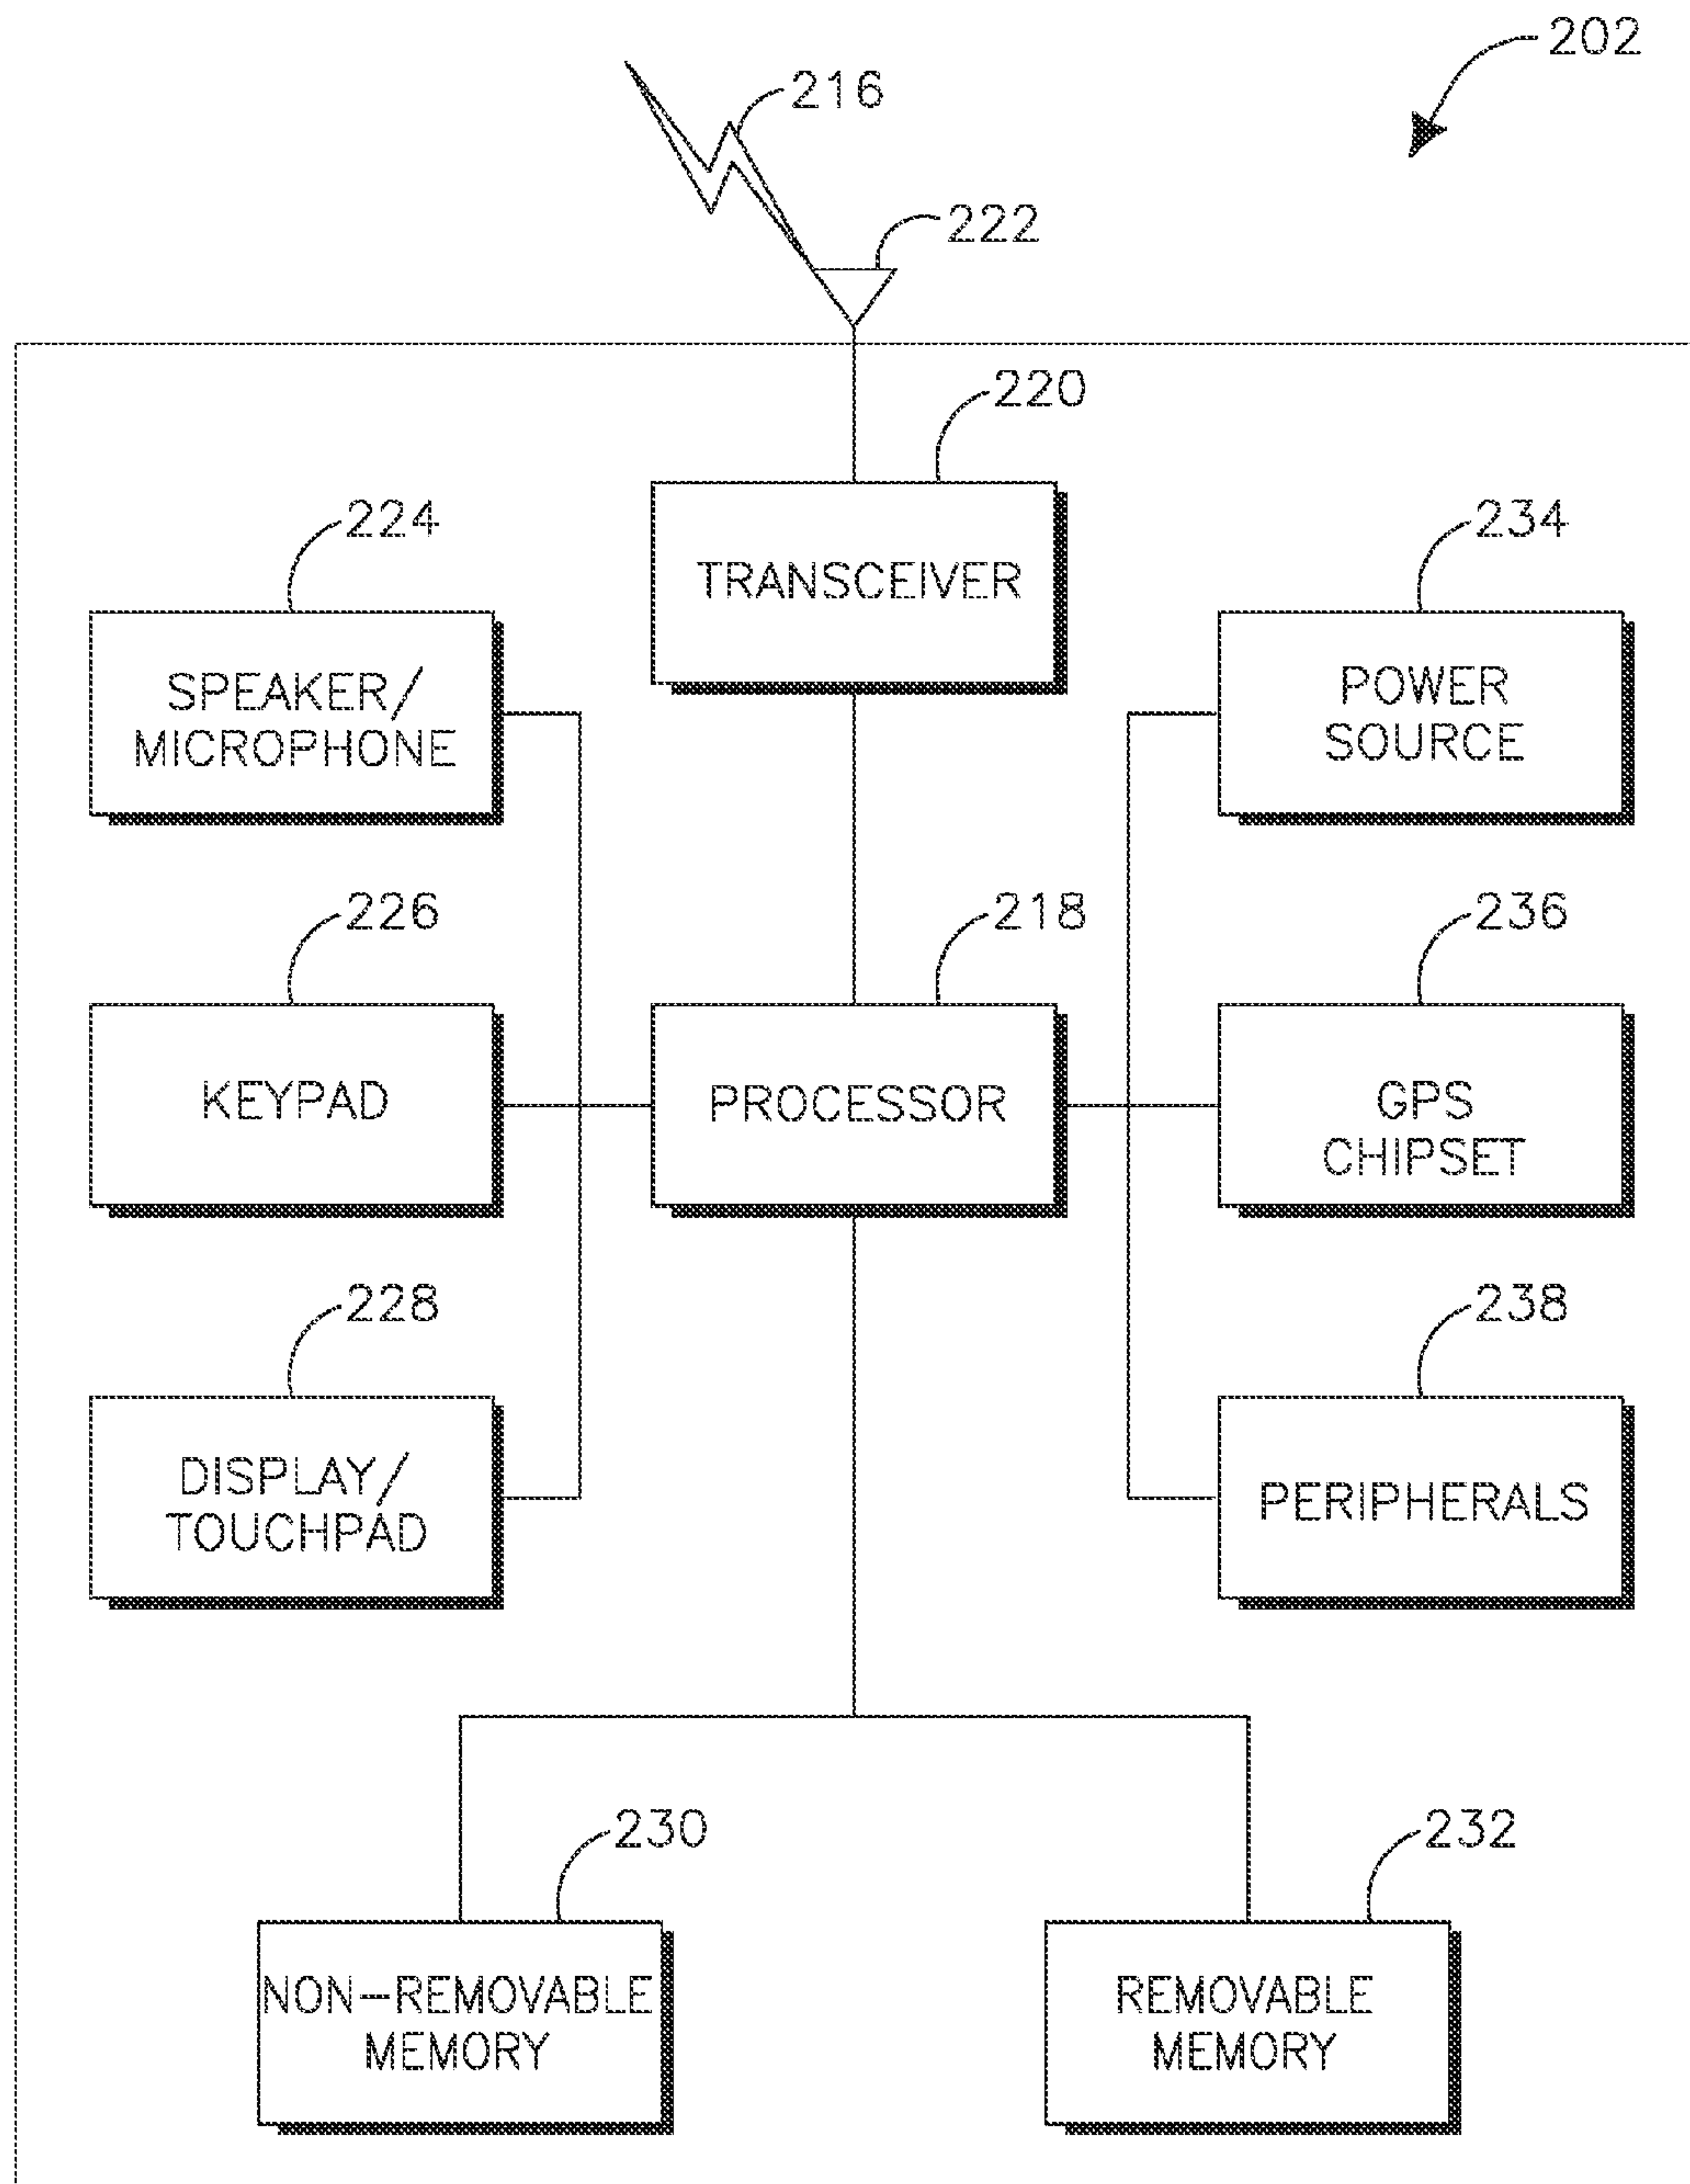 202
216
222
220
TRANSCEIVER
224
SPEAKER/
MICROPHONE
234
POWER
SOURCE
226
KEYPAD
218
PROCESSOR
236
GPS
CHIPSET
228
DISPLAY/
TOUCHPAD
238
PERIPHERALS
230
NON-REMOVABLE
MEMORY
232
REMOVABLE
MEMORY